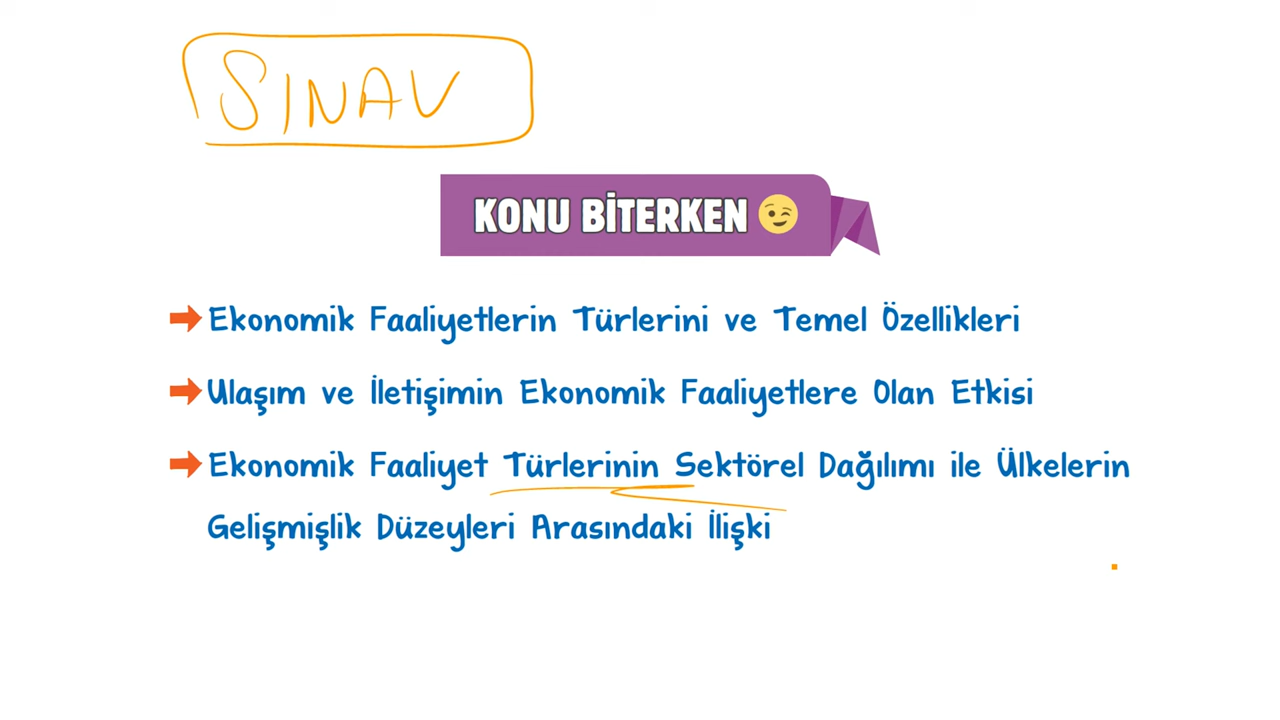 SINAV
KONU BİTERKEN 😉
Ekonomik Faaliyetlerin Türlerini ve Temel Özellikleri
Ulaşım ve İletişimin Ekonomik Faaliyetlere Olan Etkisi
Ekonomik Faaliyet Türlerinin Sektörel Dağılımı ile Ülkelerin
Gelişmişlik Düzeyleri Arasındaki İlişki